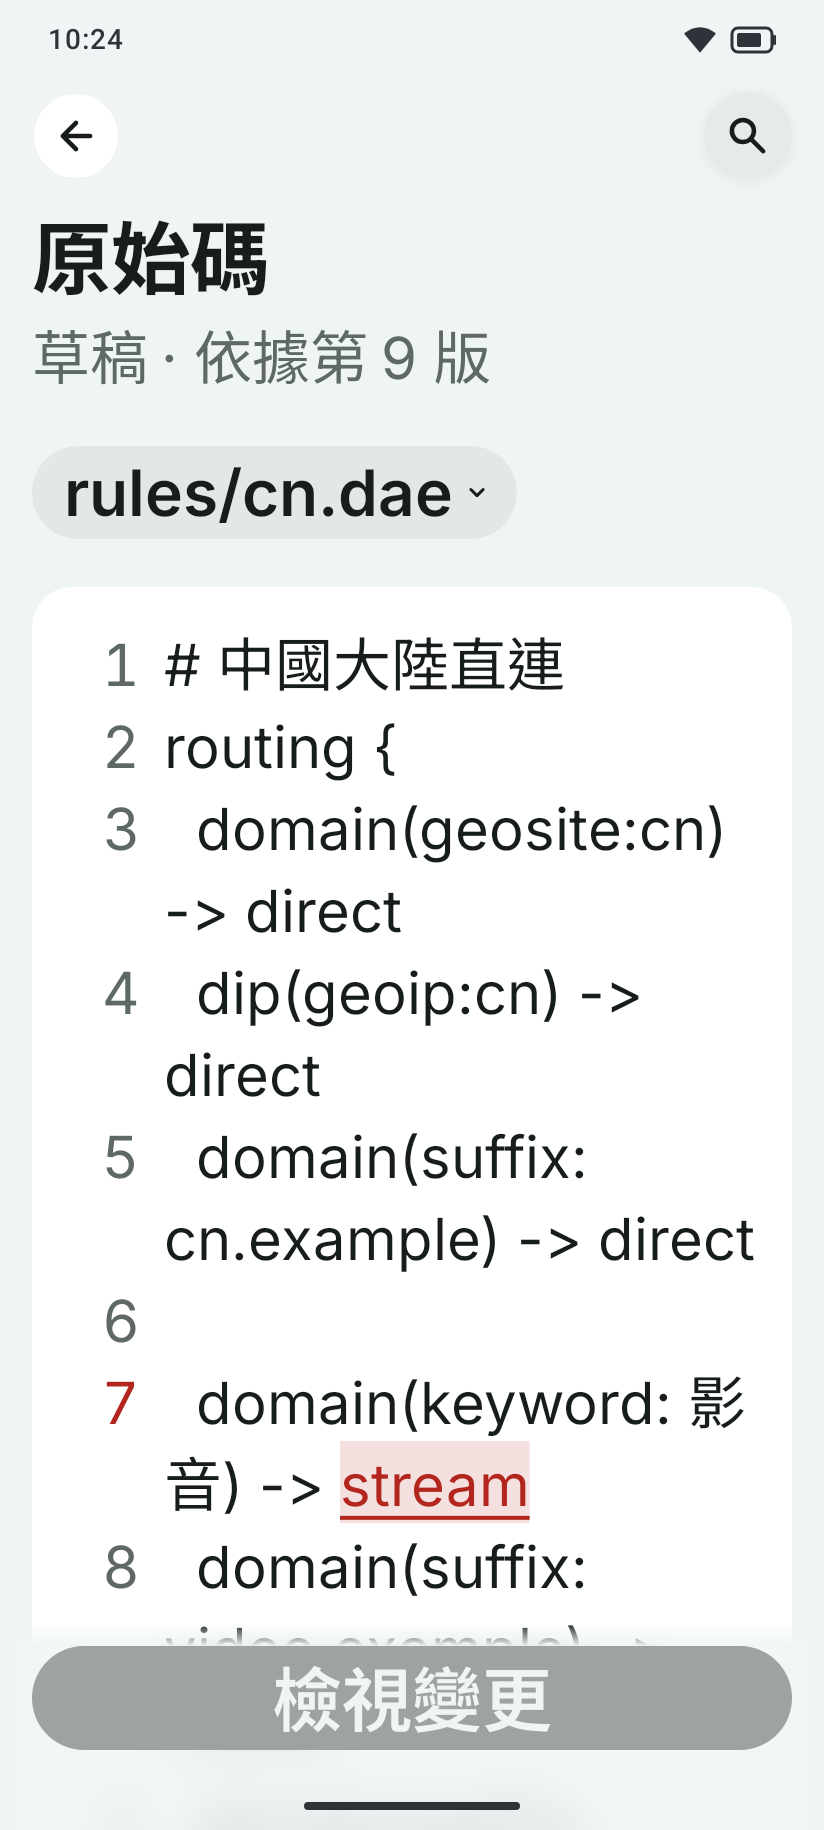 10:24
原始碼
草稿 · 依據第 9 版
rules/cn.dae
1 # 中國大陸直連
2 routing {
3 domain(geosite:cn)
-> direct
4 dip(geoip:cn) ->
direct
5 domain(suffix:
cn.example) -> direct
6
7 domain(keyword: 影
音) -> stream
8 domain(suffix:
video.example) ->
檢視變更